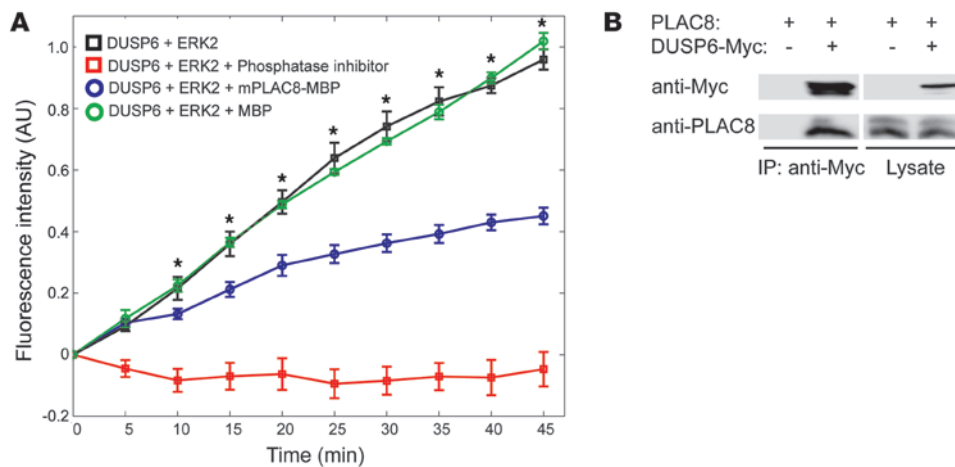 A
B
* * * * * * * *
DUSP6 + ERK2
DUSP6 + ERK2 + Phosphatase inhibitor
DUSP6 + ERK2 + mPLAC8-MBP
DUSP6 + ERK2 + MBP
Fluorescence intensity (AU)
1.0
0.8
0.6
0.4
0.2
0
-0.2
0 5 10 15 20 25 30 35 40 45
Time (min)
PLAC8: + + + +
DUSP6-Myc: - + - +
anti-Myc
anti-PLAC8
IP: anti-Myc Lysate